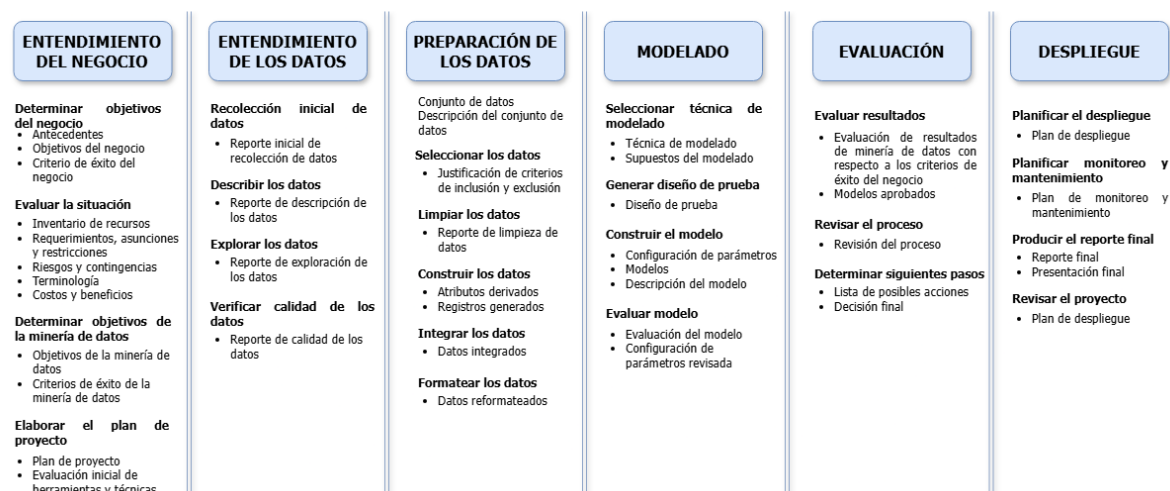 ENTENDIMIENTO
DEL NEGOCIO
Determinar objetivos
del negocio
• Antecedentes
• Objetivos del negocio
• Criterio de éxito del
negocio
Evaluar la situación
• Inventario de recursos
• Requerimientos, asunciones
y restricciones
• Riesgos y contingencias
• Terminología
• Costos y beneficios
Determinar objetivos de
la minería de datos
• Objetivos de la minería de
datos
• Criterios de éxito de la
minería de datos
Elaborar el plan de
proyecto
• Plan de proyecto
• Evaluación inicial de
herramientas y técnicas
ENTENDIMIENTO
DE LOS DATOS
Recolección inicial de
datos
• Reporte inicial de
recolección de datos
Describir los datos
• Reporte de descripción de
los datos
Explorar los datos
• Reporte de exploración de
los datos
Verificar calidad de los
datos
• Reporte de calidad de los
datos
PREPARACIÓN DE
LOS DATOS
Conjunto de datos
Descripción del conjunto de
datos
Seleccionar los datos
• Justificación de criterios
de inclusión y exclusión
Limpiar los datos
• Reporte de limpieza de
datos
Construir los datos
• Atributos derivados
• Registros generados
Integrar los datos
• Datos integrados
Formatear los datos
• Datos reformateados
MODELADO
Seleccionar técnica de
modelado
• Técnica de modelado
• Supuestos del modelado
Generar diseño de prueba
• Diseño de prueba
Construir el modelo
• Configuración de parámetros
• Modelos
• Descripción del modelo
Evaluar modelo
• Evaluación del modelo
• Configuración de
parámetros revisada
EVALUACIÓN
Evaluar resultados
• Evaluación de resultados
de minería de datos con
respecto a los criterios de
éxito del negocio
• Modelos aprobados
Revisar el proceso
• Revisión del proceso
Determinar siguientes pasos
• Lista de posibles acciones
• Decisión final
DESPLIEGUE
Planificar el despliegue
• Plan de despliegue
Planificar monitoreo y
mantenimiento
• Plan de monitoreo y
mantenimiento
Producir el reporte final
• Reporte final
• Presentación final
Revisar el proyecto
• Plan de despliegue